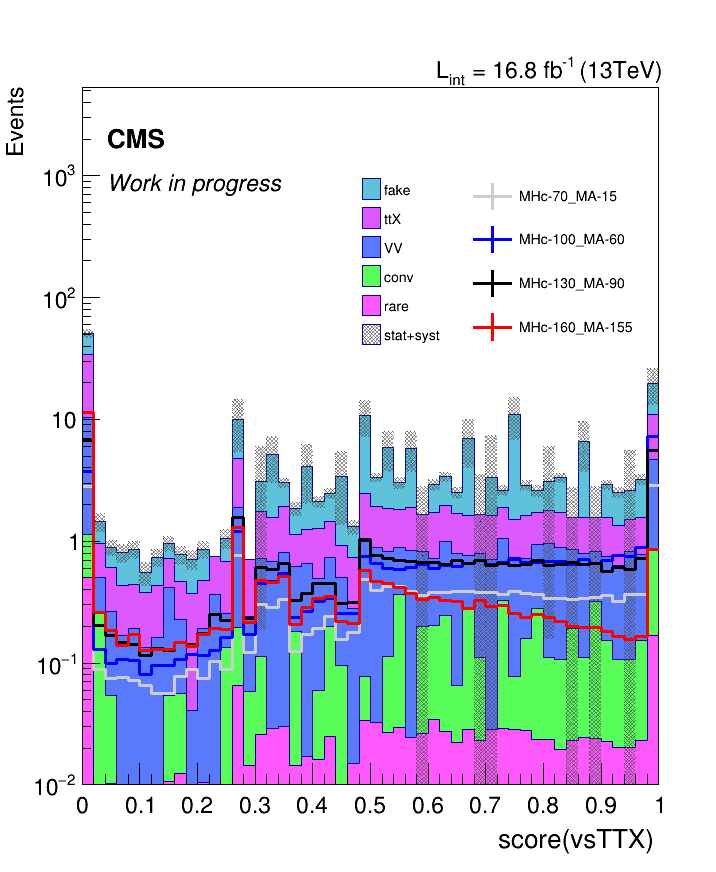 L_int = 16.8 fb^-1 (13TeV)
Events
CMS
Work in progress
fake
ttX
VV
conv
rare
stat+syst
MHc-70_MA-15
MHc-100_MA-60
MHc-130_MA-90
MHc-160_MA-155
10^3
10^2
10
1
10^-1
10^-2
0 0.1 0.2 0.3 0.4 0.5 0.6 0.7 0.8 0.9 1
score(vsTTX)